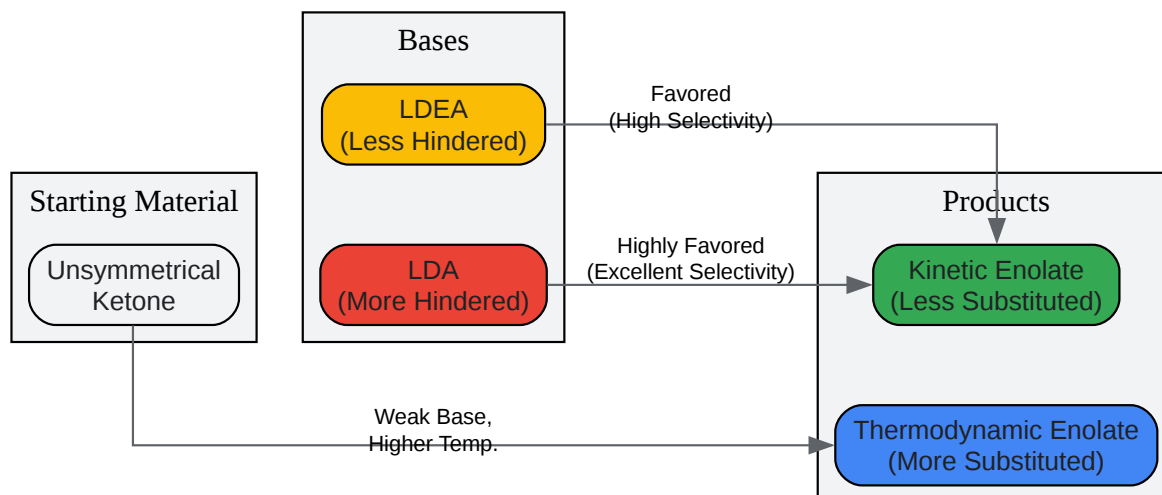 Bases
LDEA
(Less Hindered)
Favored
(High Selectivity)
Starting Material
Unsymmetrical
Ketone
LDA
(More Hindered)
Highly Favored
(Excellent Selectivity)
Products
Kinetic Enolate
(Less Substituted)
Weak Base,
Higher Temp.
Thermodynamic Enolate
(More Substituted)